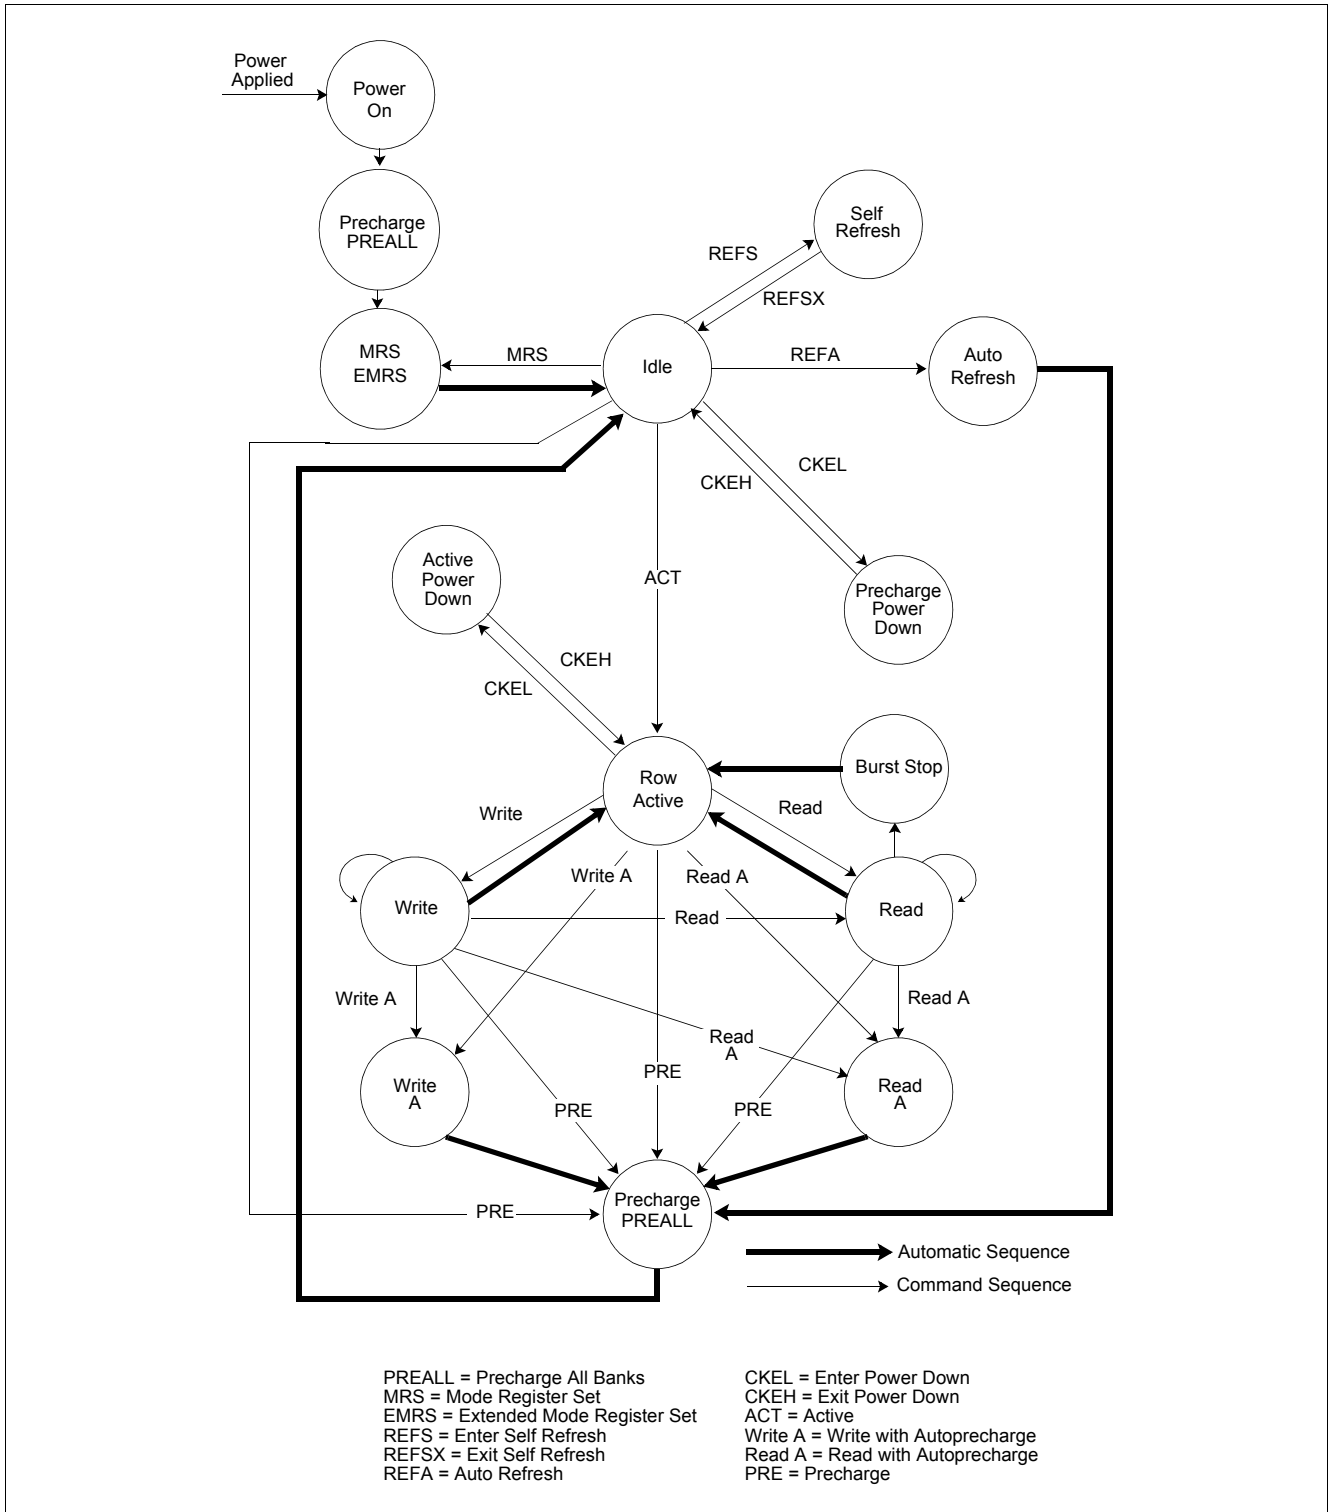 Power
Applied
Power
On
Precharge
PREALL
Self
Refresh
REFS
REFSX
MRS
EMRS
MRS
Idle
REFA
Auto
Refresh
CKEL
CKEH
Active
Power
Down
ACT
Precharge
Power
Down
CKEH
CKEL
Row
Active
Burst Stop
Write
Read
Write A
Read A
Write
Read
Read
Write A
Read A
Read
A
Write
A
PRE
PRE
PRE
Read
A
Precharge
PREALL
PRE
Automatic Sequence
Command Sequence
PREALL = Precharge All Banks
MRS = Mode Register Set
EMRS = Extended Mode Register Set
REFS = Enter Self Refresh
REFSX = Exit Self Refresh
REFA = Auto Refresh
CKEL = Enter Power Down
CKEH = Exit Power Down
ACT = Active
Write A = Write with Autoprecharge
Read A = Read with Autoprecharge
PRE = Precharge